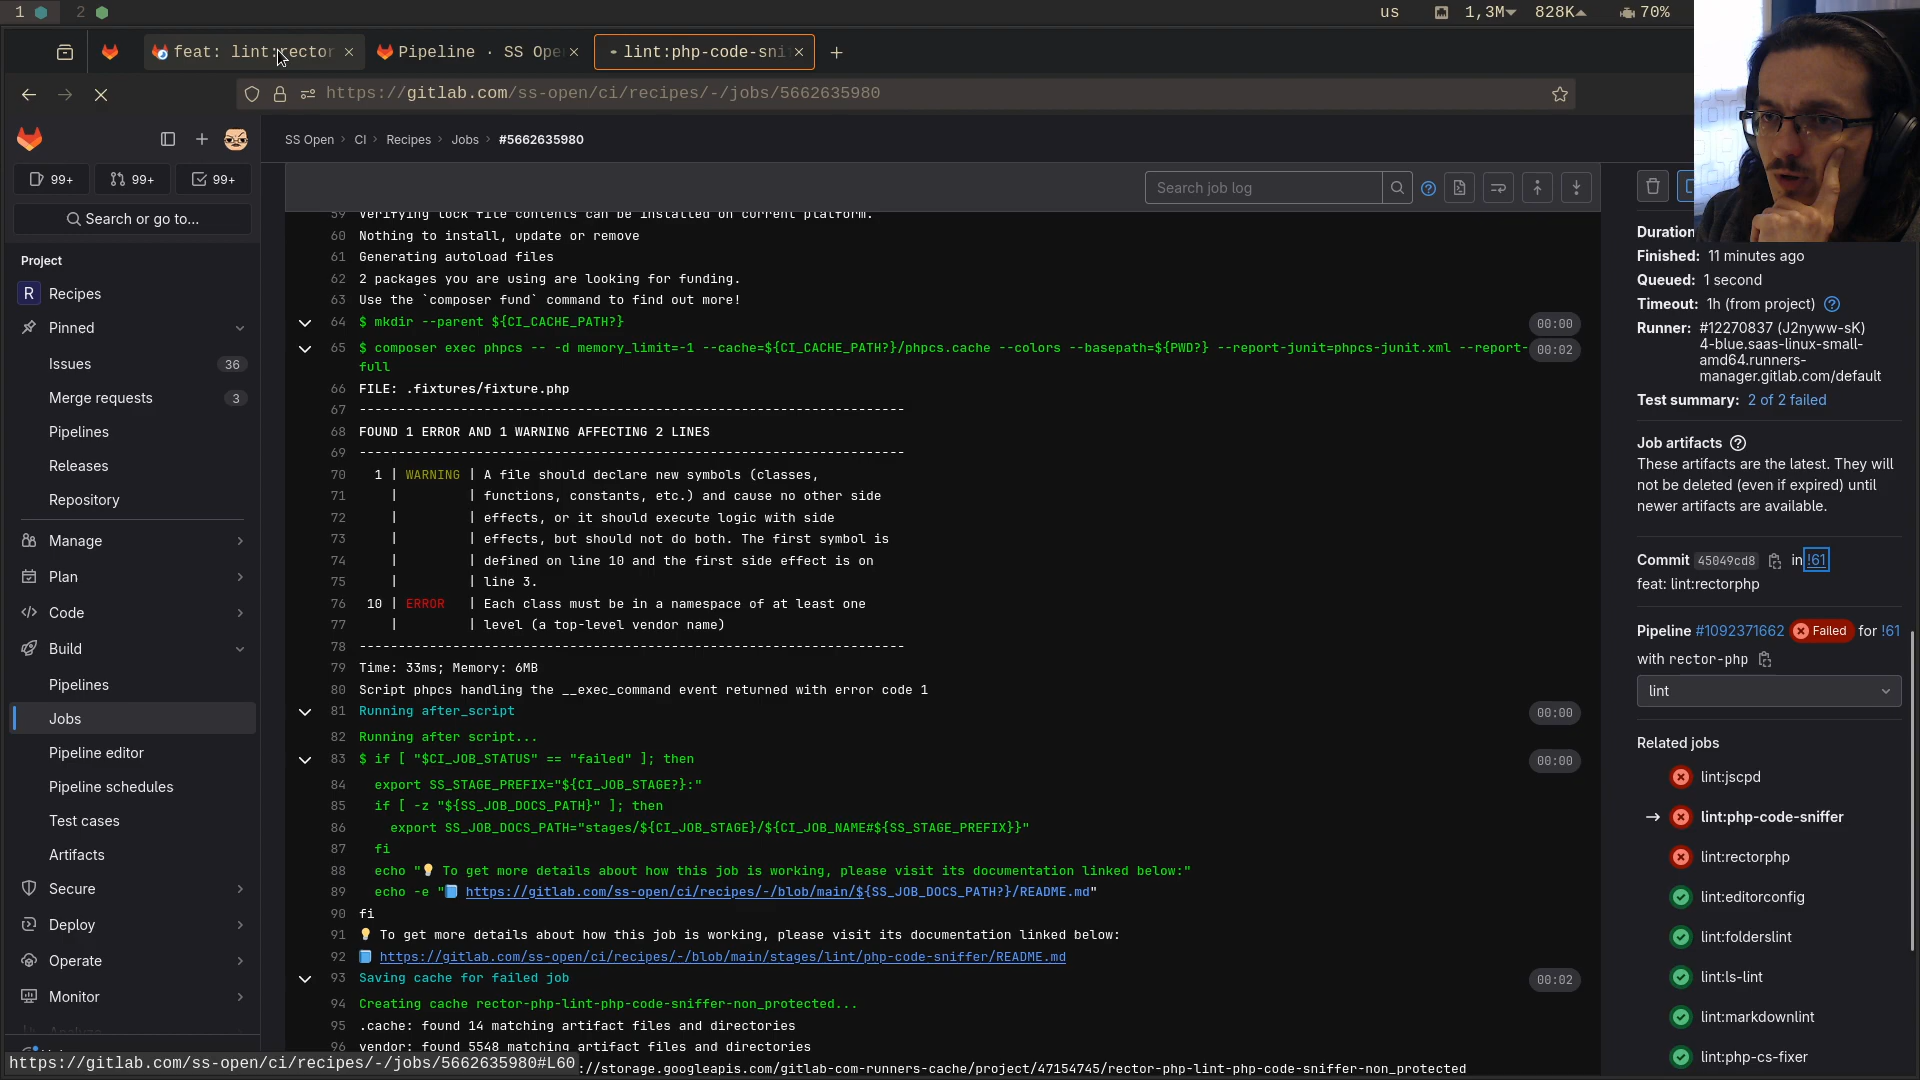 1 2 us 1,3M 828K 70%
feat: lint:rector Pipeline · SS Ope lint:php-code-sni
https://gitlab.com/ss-open/ci/recipes/-/jobs/5662635980
SS Open CI Recipes Jobs #5662635980
99+ 99+ 99+
Search or go to...
Project
R Recipes
Pinned
Issues 36
Merge requests 3
Pipelines
Releases
Repository
Manage
Plan
Code
Build
Pipelines
Jobs
Pipeline editor
Pipeline schedules
Test cases
Artifacts
Secure
Deploy
Operate
Monitor
Search job log
59 Verifying lock file contents can be installed on current platform.
60 Nothing to install, update or remove
61 Generating autoload files
62 2 packages you are using are looking for funding.
63 Use the `composer fund` command to find out more!
64 $ mkdir --parent ${CI_CACHE_PATH?} 00:00
65 $ composer exec phpcs -- -d memory_limit=-1 --cache=${CI_CACHE_PATH?}/phpcs.cache --colors --basepath=${PWD?} --report-junit=phpcs-junit.xml --report- 00:02
full
66 FILE: .fixtures/fixture.php
67 ----------------------------------------------------------------------
68 FOUND 1 ERROR AND 1 WARNING AFFECTING 2 LINES
69 ----------------------------------------------------------------------
70 1 | WARNING | A file should declare new symbols (classes,
71 | | functions, constants, etc.) and cause no other side
72 | | effects, or it should execute logic with side
73 | | effects, but should not do both. The first symbol is
74 | | defined on line 10 and the first side effect is on
75 | | line 3.
76 10 | ERROR | Each class must be in a namespace of at least one
77 | | level (a top-level vendor name)
78 ----------------------------------------------------------------------
79 Time: 33ms; Memory: 6MB
80 Script phpcs handling the __exec_command event returned with error code 1
81 Running after_script 00:00
82 Running after script...
83 $ if [ "$CI_JOB_STATUS" == "failed" ]; then 00:00
84 export SS_STAGE_PREFIX="${CI_JOB_STAGE?}:"
85 if [ -z "${SS_JOB_DOCS_PATH}" ]; then
86 export SS_JOB_DOCS_PATH="stages/${CI_JOB_STAGE}/${CI_JOB_NAME#${SS_STAGE_PREFIX}}"
87 fi
88 echo "💡 To get more details about how this job is working, please visit its documentation linked below:"
89 echo -e "📘 https://gitlab.com/ss-open/ci/recipes/-/blob/main/${SS_JOB_DOCS_PATH?}/README.md"
90 fi
91 💡 To get more details about how this job is working, please visit its documentation linked below:
92 📘 https://gitlab.com/ss-open/ci/recipes/-/blob/main/stages/lint/php-code-sniffer/README.md
93 Saving cache for failed job 00:02
94 Creating cache rector-php-lint-php-code-sniffer-non_protected...
95 .cache: found 14 matching artifact files and directories
96 vendor: found 5548 matching artifact files and directories
://storage.googleapis.com/gitlab-com-runners-cache/project/47154745/rector-php-lint-php-code-sniffer-non_protected
https://gitlab.com/ss-open/ci/recipes/-/jobs/5662635980#L60
Duration
Finished: 11 minutes ago
Queued: 1 second
Timeout: 1h (from project)
Runner: #12270837 (J2nyww-sK)
4-blue.saas-linux-small-
amd64.runners-
manager.gitlab.com/default
Test summary: 2 of 2 failed
Job artifacts
These artifacts are the latest. They will
not be deleted (even if expired) until
newer artifacts are available.
Commit 45049cd8 in !61
feat: lint:rectorphp
Pipeline #1092371662 Failed for !61
with rector-php
lint
Related jobs
lint:jscpd
→ lint:php-code-sniffer
lint:rectorphp
lint:editorconfig
lint:folderslint
lint:ls-lint
lint:markdownlint
lint:php-cs-fixer